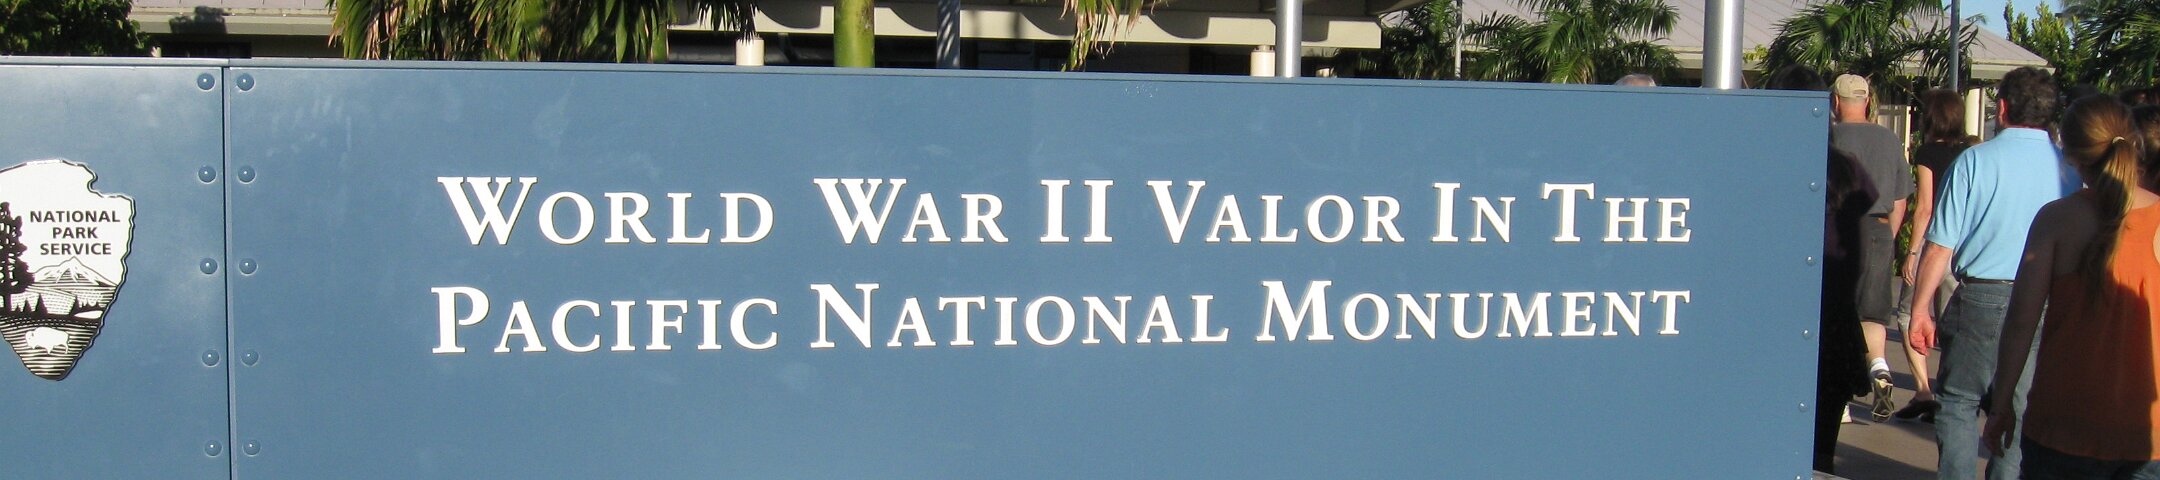 NATIONAL
PARK
SERVICE
WORLD WAR II VALOR IN THE
PACIFIC NATIONAL MONUMENT